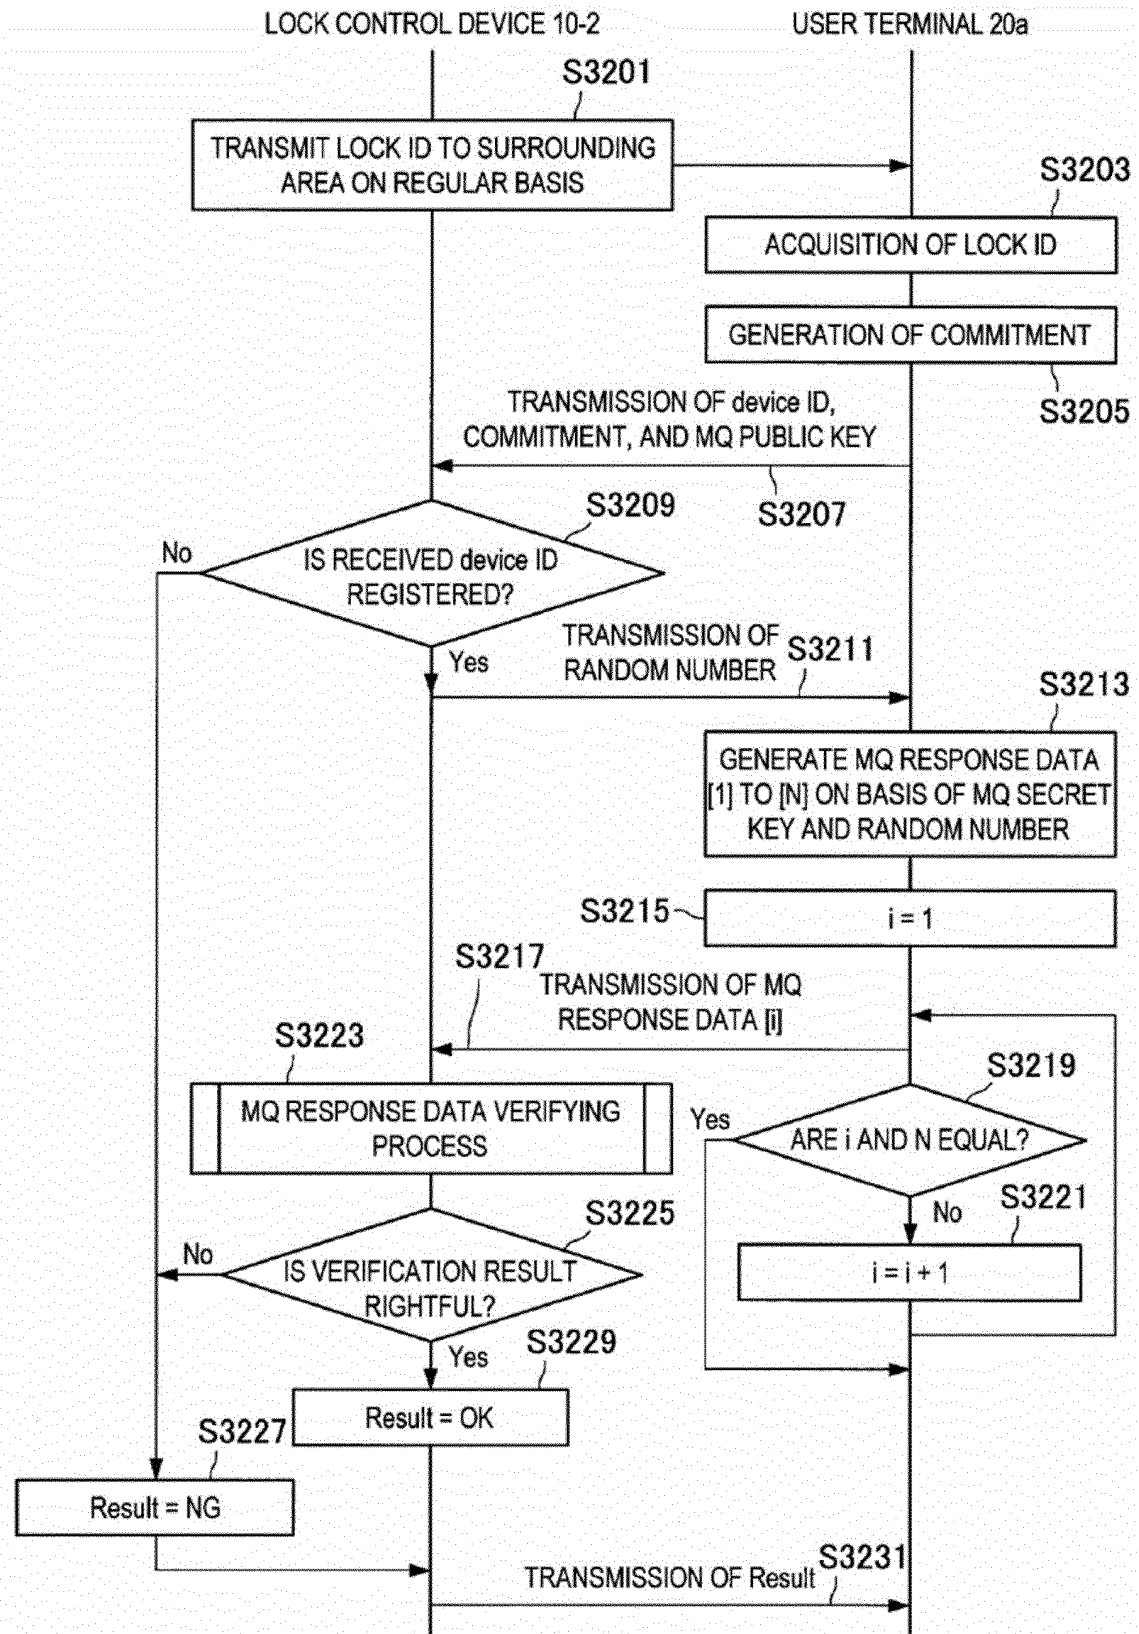 LOCK CONTROL DEVICE 10-2
USER TERMINAL 20a
S3201
TRANSMIT LOCK ID TO SURROUNDING
AREA ON REGULAR BASIS
S3203
ACQUISITION OF LOCK ID
GENERATION OF COMMITMENT
S3205
TRANSMISSION OF device ID,
COMMITMENT, AND MQ PUBLIC KEY
S3207
S3209
No
IS RECEIVED device ID
REGISTERED?
Yes
TRANSMISSION OF
RANDOM NUMBER
S3211
S3213
GENERATE MQ RESPONSE DATA
[1] TO [N] ON BASIS OF MQ SECRET
KEY AND RANDOM NUMBER
S3215
i = 1
S3217
TRANSMISSION OF MQ
RESPONSE DATA [i]
S3223
MQ RESPONSE DATA VERIFYING
PROCESS
S3219
Yes
ARE i AND N EQUAL?
No
S3221
i = i + 1
S3225
No
IS VERIFICATION RESULT
RIGHTFUL?
Yes
S3229
Result = OK
S3227
Result = NG
TRANSMISSION OF Result
S3231